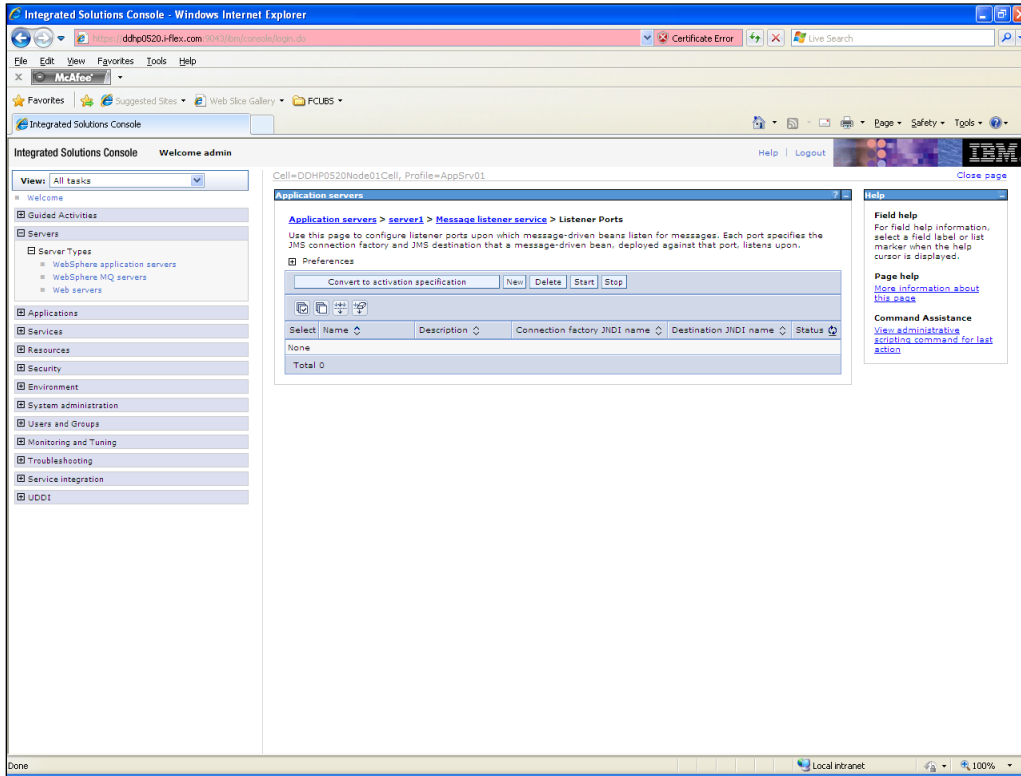 Integrated Solutions Console - Windows Internet Explorer
https://ddhp0520.i-flex.com:9043/ibm/console/login.do
Certificate Error
Live Search
File Edit View Favorites Tools Help
X McAfee
Favorites Suggested Sites Web Slice Gallery FCUBS
Integrated Solutions Console
Page Safety Tools
Integrated Solutions Console Welcome admin
Help | Logout
IBM
View: All tasks
Welcome
Guided Activities
Servers
Server Types
WebSphere application servers
WebSphere MQ servers
Web servers
Applications
Services
Resources
Security
Environment
System administration
Users and Groups
Monitoring and Tuning
Troubleshooting
Service integration
UDDI
Cell=DDHP0520Node01Cell, Profile=AppSrv01
Close page
Application servers
?
Application servers > server1 > Message listener service > Listener Ports
Use this page to configure listener ports upon which message-driven beans listen for messages. Each port specifies the
JMS connection factory and JMS destination that a message-driven bean, deployed against that port, listens upon.
Preferences
Convert to activation specification New Delete Start Stop
Select Name Description Connection factory JNDI name Destination JNDI name Status
None
Total 0
Help
Field help
For field help information,
select a field label or list
marker when the help
cursor is displayed.
Page help
More information about
this page
Command Assistance
View administrative
scripting command for last
action
Done
Local intranet
100%